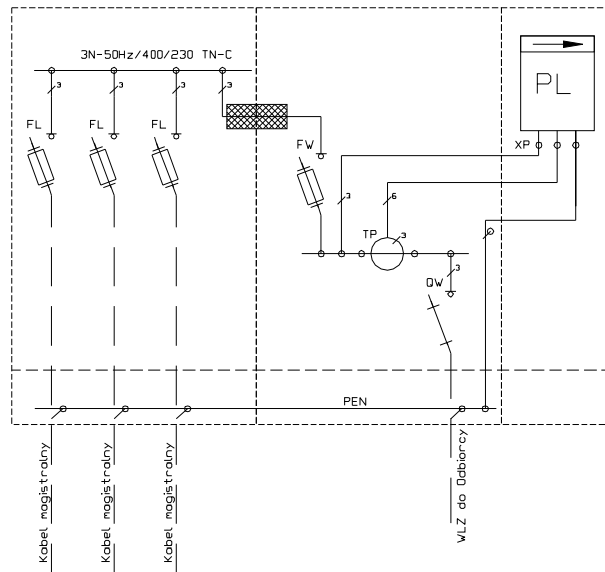 3N-50Hz/400/230 TN-C
PL
3
3
3
3
FL
FL
FL
FW
XP
3
6
TP
3
3
QW
PEN
Kabel magistralny
Kabel magistralny
Kabel magistralny
WLZ do Odbiorcy